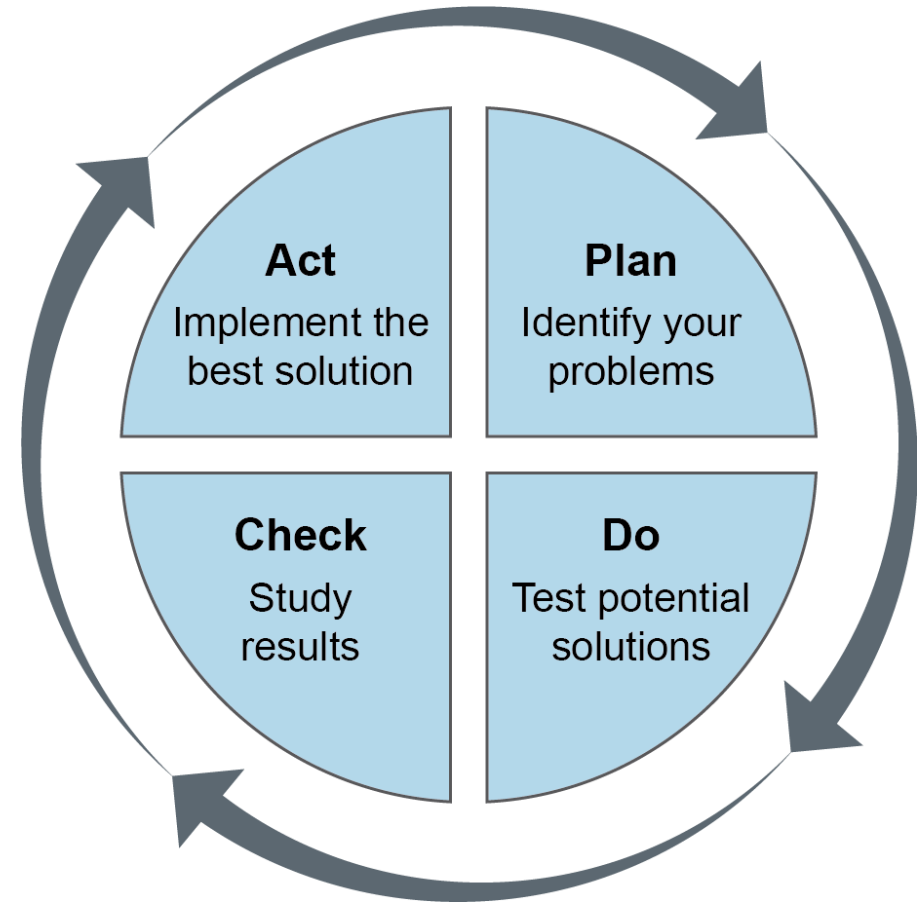 Act
Implement the
best solution
Plan
Identify your
problems
Check
Study
results
Do
Test potential
solutions